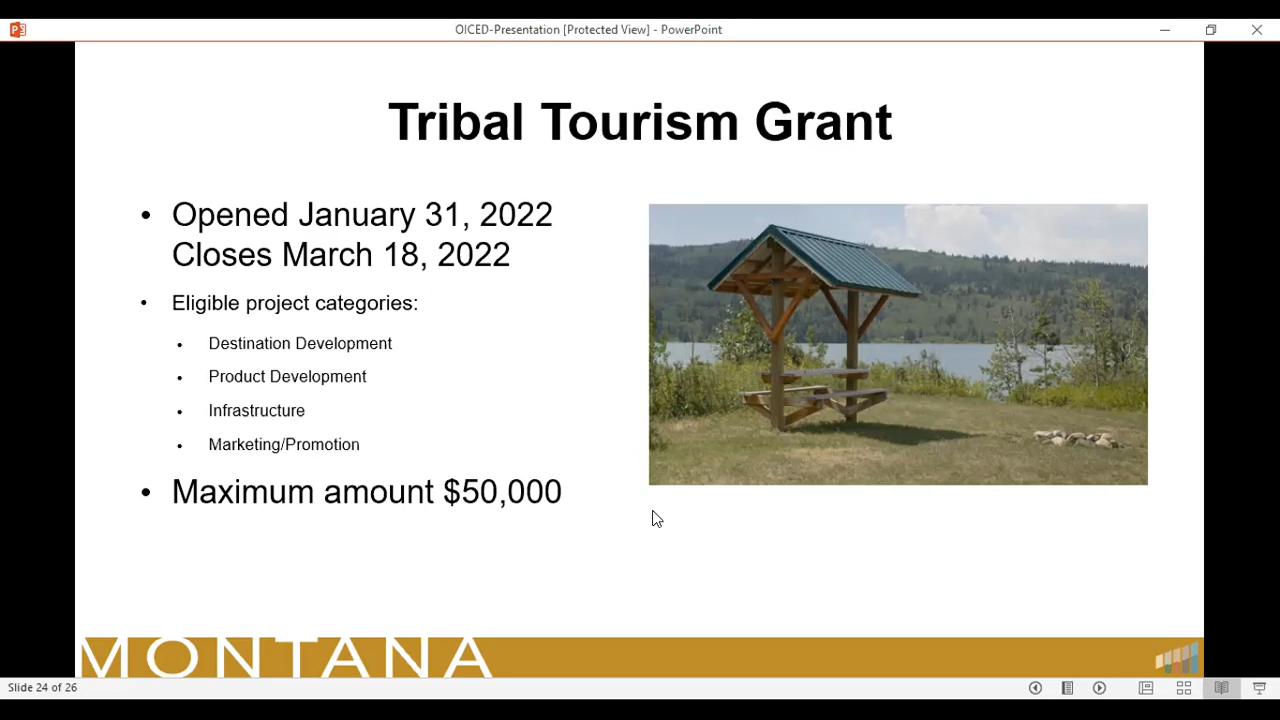 OICED-Presentation [Protected View] - PowerPoint
Tribal Tourism Grant
• Opened January 31, 2022
Closes March 18, 2022
• Eligible project categories:
• Destination Development
• Product Development
• Infrastructure
• Marketing/Promotion
• Maximum amount $50,000
MONTANA
Slide 24 of 26